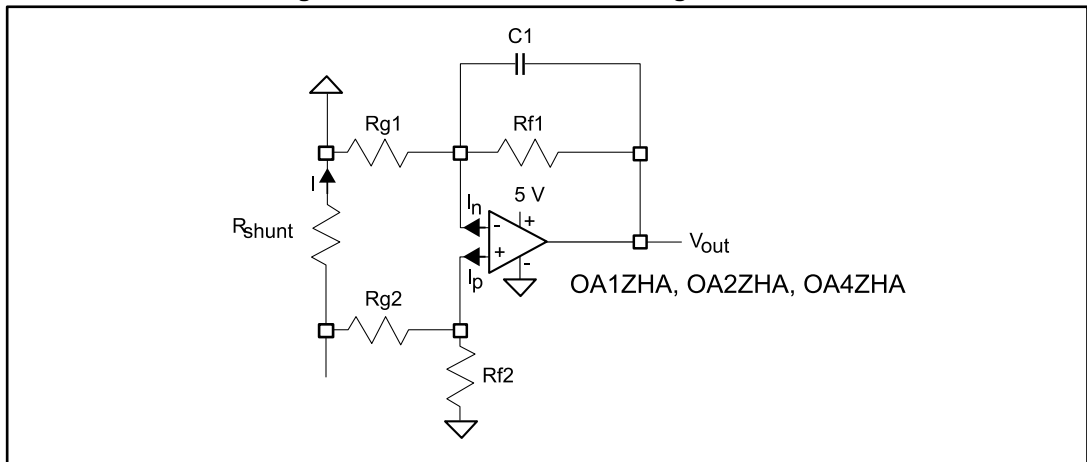 C1
Rg1
Rf1
I
5 V
In
-
+
Rshunt
+
-
Vout
Ip
OA1ZHA, OA2ZHA, OA4ZHA
Rg2
Rf2